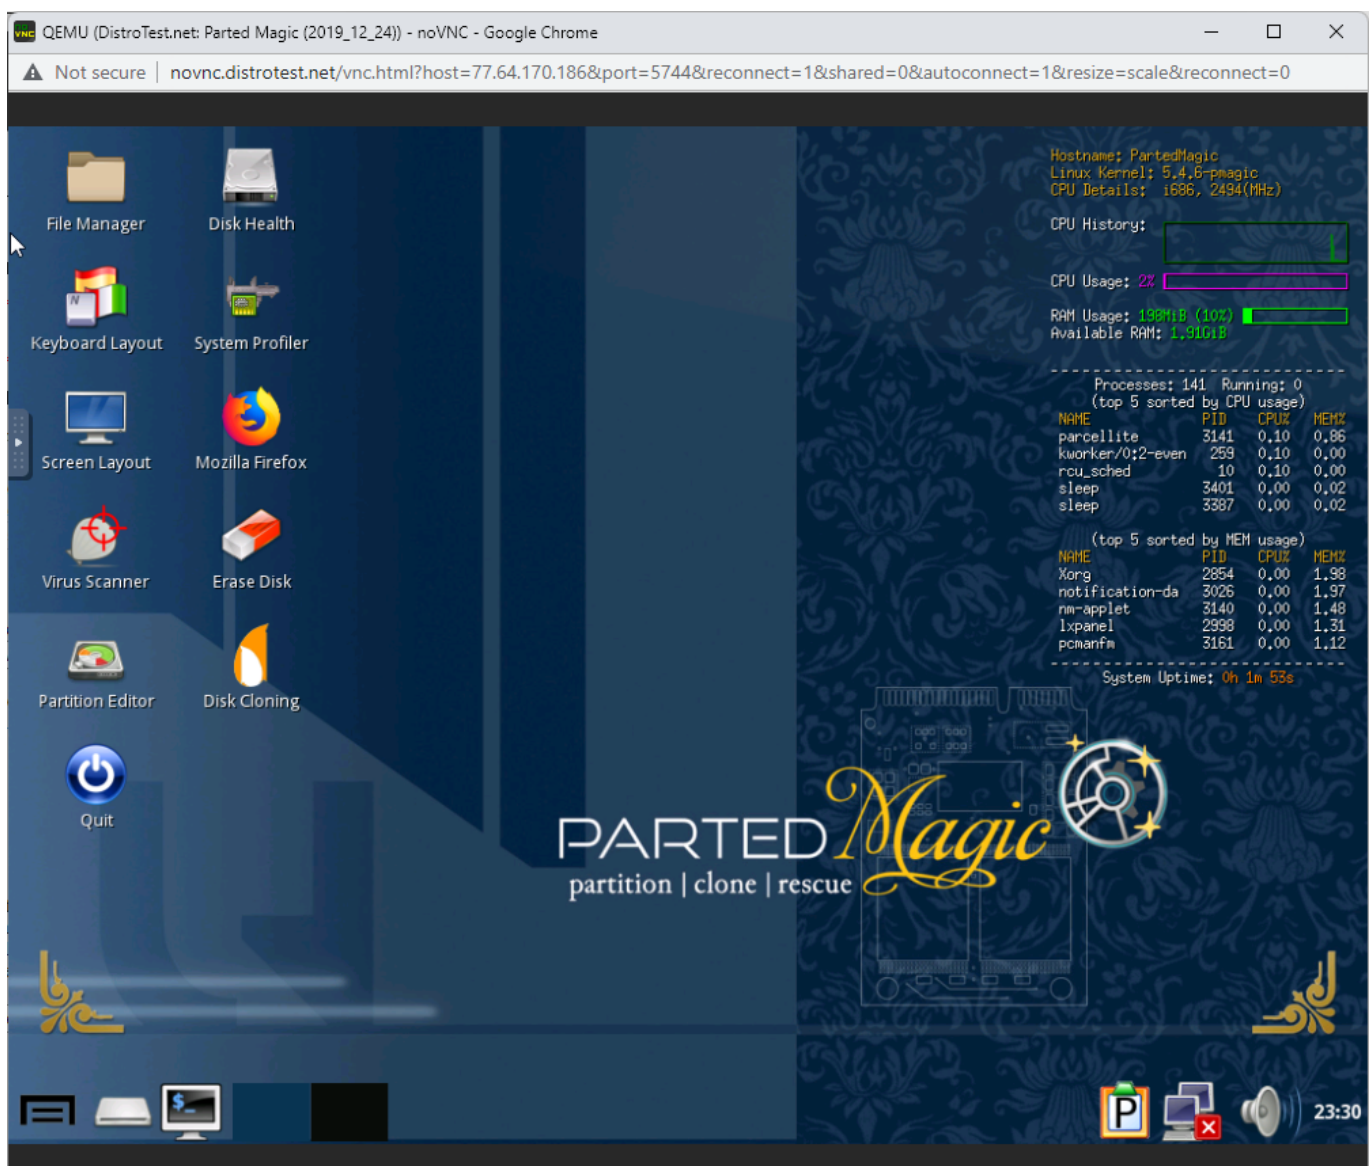 QEMU (DistroTest.net: Parted Magic (2019_12_24)) - noVNC - Google Chrome
Not secure | novnc.distrotest.net/vnc.html?host=77.64.170.186&port=5744&reconnect=1&shared=0&autoconnect=1&resize=scale&reconnect=0
File Manager
Disk Health
Keyboard Layout
System Profiler
Screen Layout
Mozilla Firefox
Virus Scanner
Erase Disk
Partition Editor
Disk Cloning
Quit
Hostname: PartedMagic
Linux Kernel: 5.4.6-pmagic
CPU Details: i686, 2494(MHz)
CPU History:
CPU Usage: 2%
RAM Usage: 198MiB (10%)
Available RAM: 1.91GiB
Processes: 141 Running: 0
(top 5 sorted by CPU usage)
NAME PID CPU% MEM%
parcellite 3141 0.10 0.86
kworker/0:2-even 259 0.10 0.00
rcu_sched 10 0.10 0.00
sleep 3401 0.00 0.02
sleep 3387 0.00 0.02
(top 5 sorted by MEM usage)
NAME PID CPU% MEM%
Xorg 2854 0.00 1.98
notification-da 3026 0.00 1.97
nm-applet 3140 0.00 1.48
lxpanel 2998 0.00 1.31
pcmanfm 3161 0.00 1.12
System Uptime: 0h 1m 53s
PARTED Magic
partition | clone | rescue
23:30